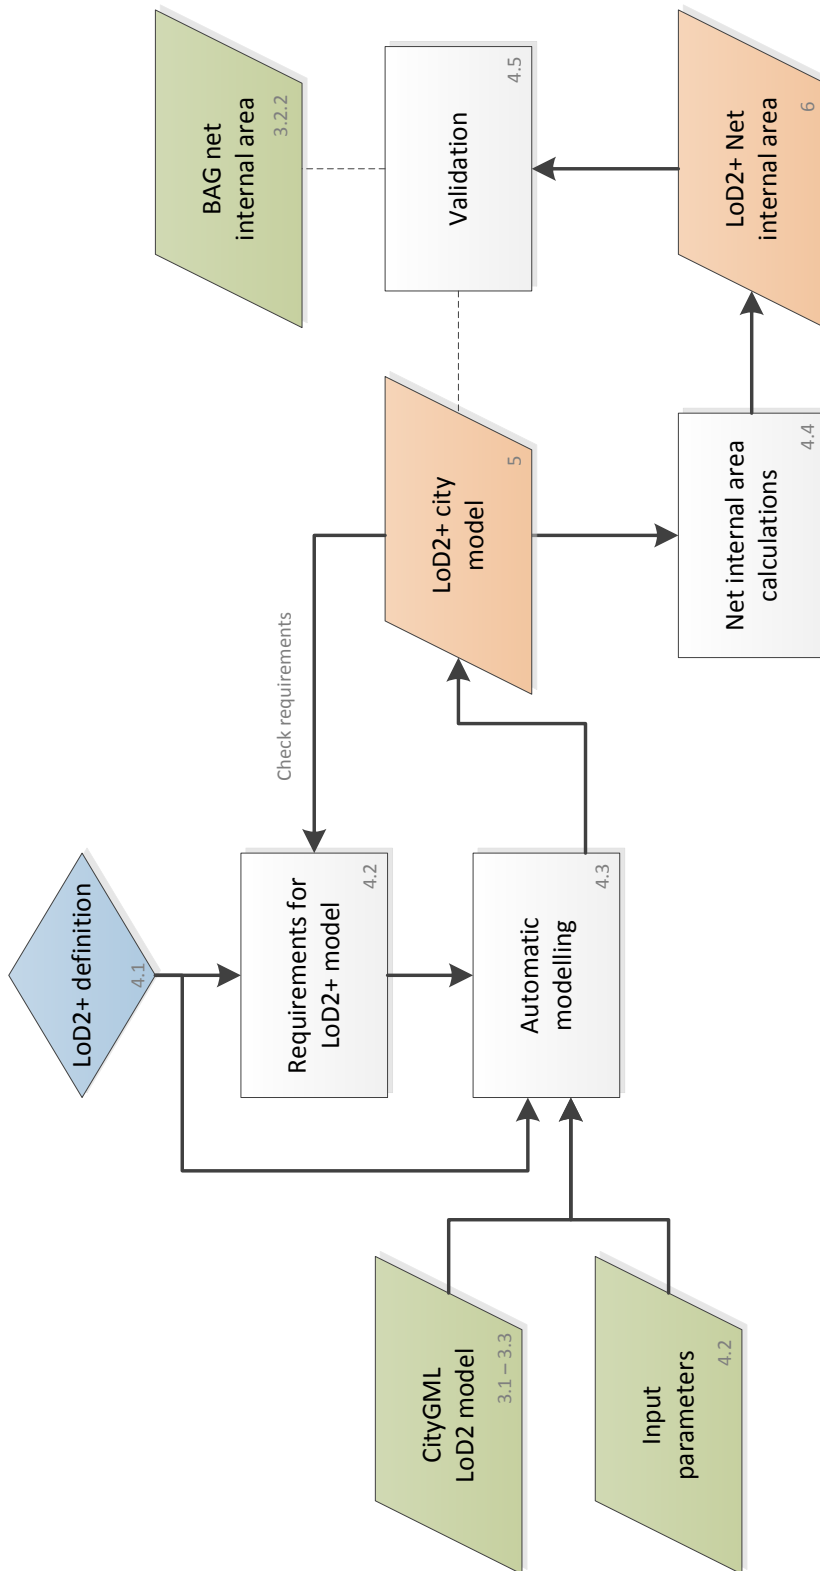 LoD2+ definition
4.1
Requirements for
LoD2+ model
4.2
Check requirements
CityGML
LoD2 model
3.1 – 3.3
Input
parameters
4.2
Automatic
modelling
4.3
LoD2+ city
model
5
Net internal area
calculations
4.4
BAG net
internal area
3.2.2
Validation
4.5
LoD2+ Net
internal area
6